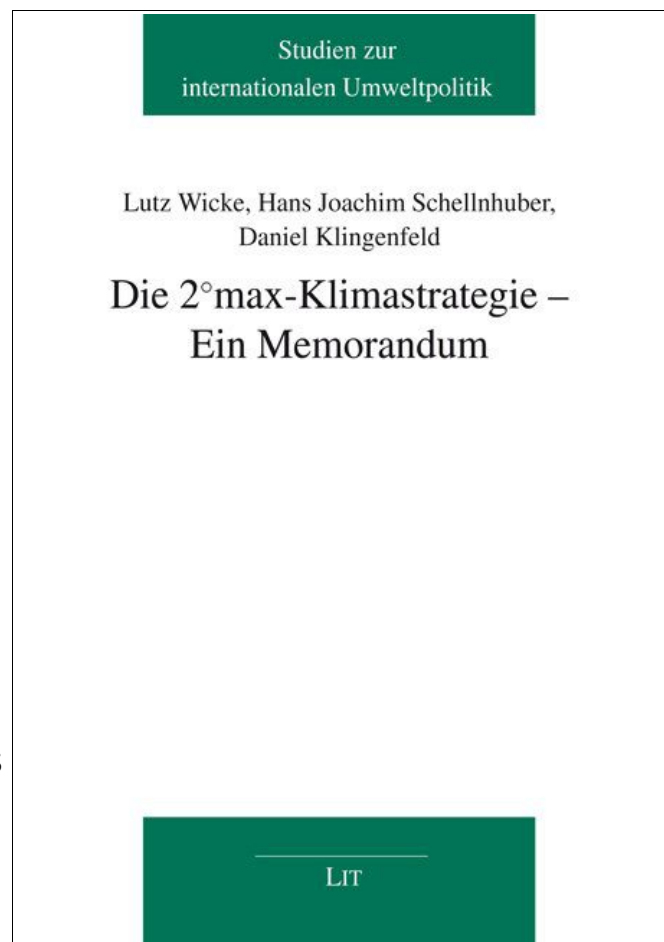 Studien zur
internationalen Umweltpolitik
Lutz Wicke, Hans Joachim Schellnhuber,
Daniel Klingenfeld
Die 2°max-Klimastrategie –
Ein Memorandum
LIT